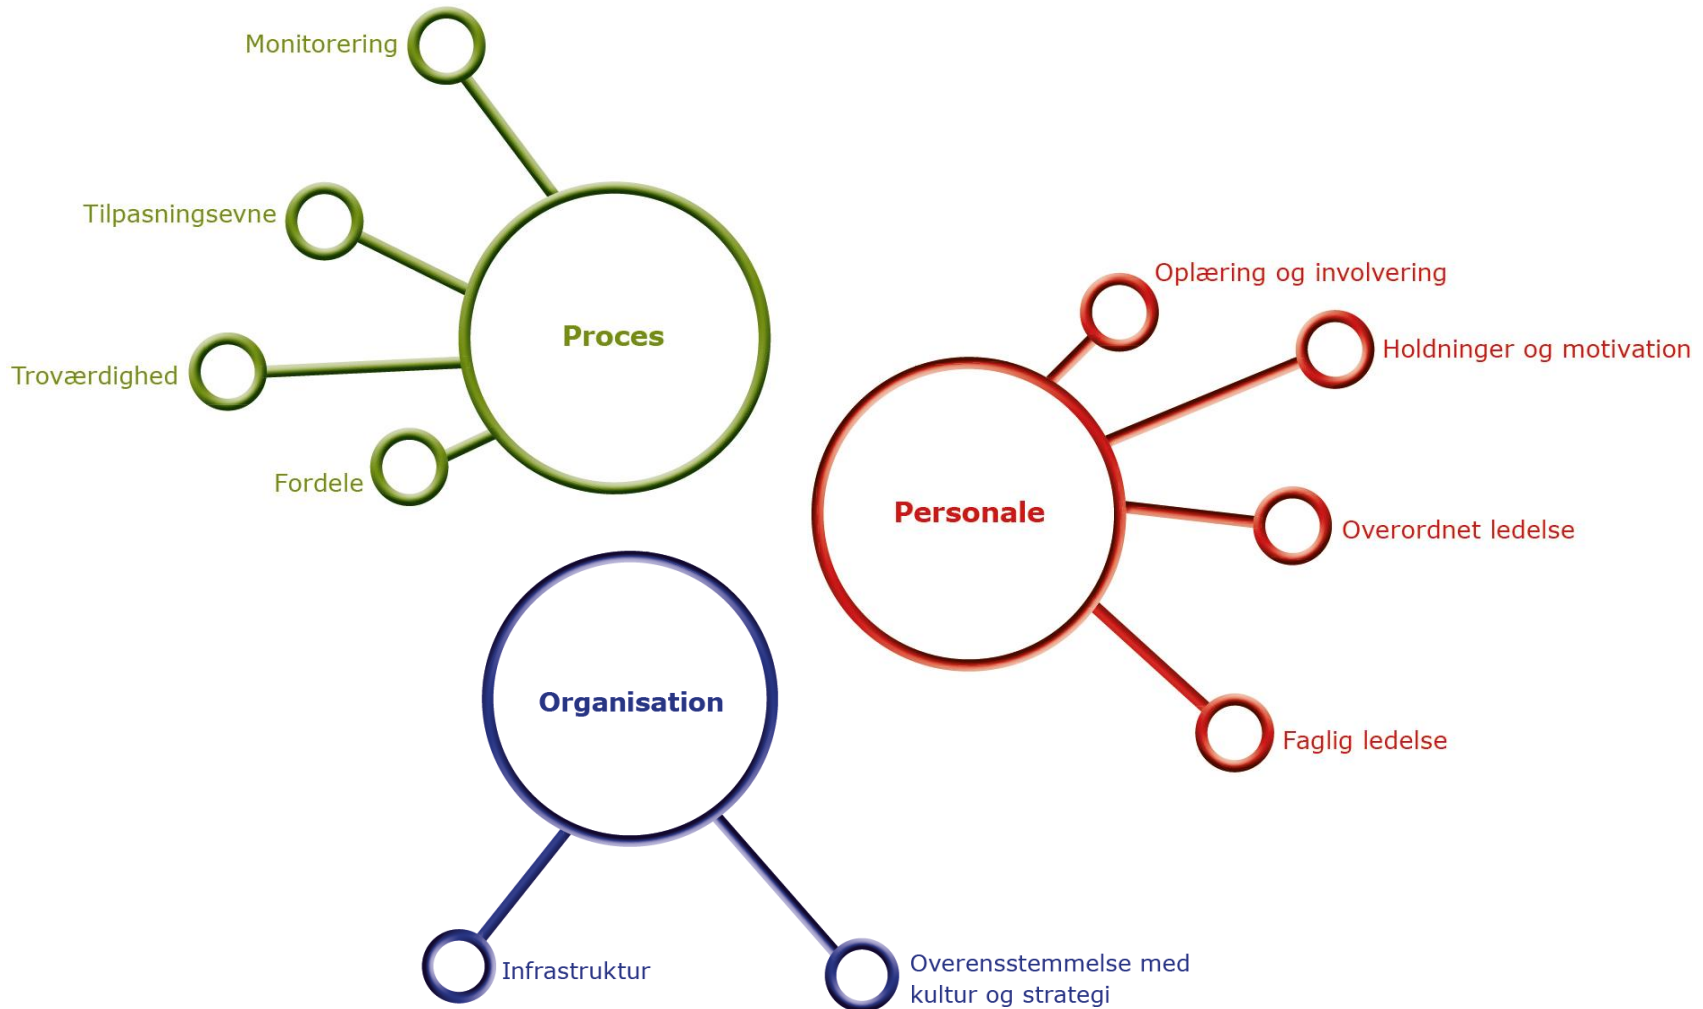 Monitorering
Tilpasningsevne
Troværdighed
Fordele
Proces
Oplæring og involvering
Holdninger og motivation
Overordnet ledelse
Faglig ledelse
Personale
Organisation
Infrastruktur
Overensstemmelse med
kultur og strategi